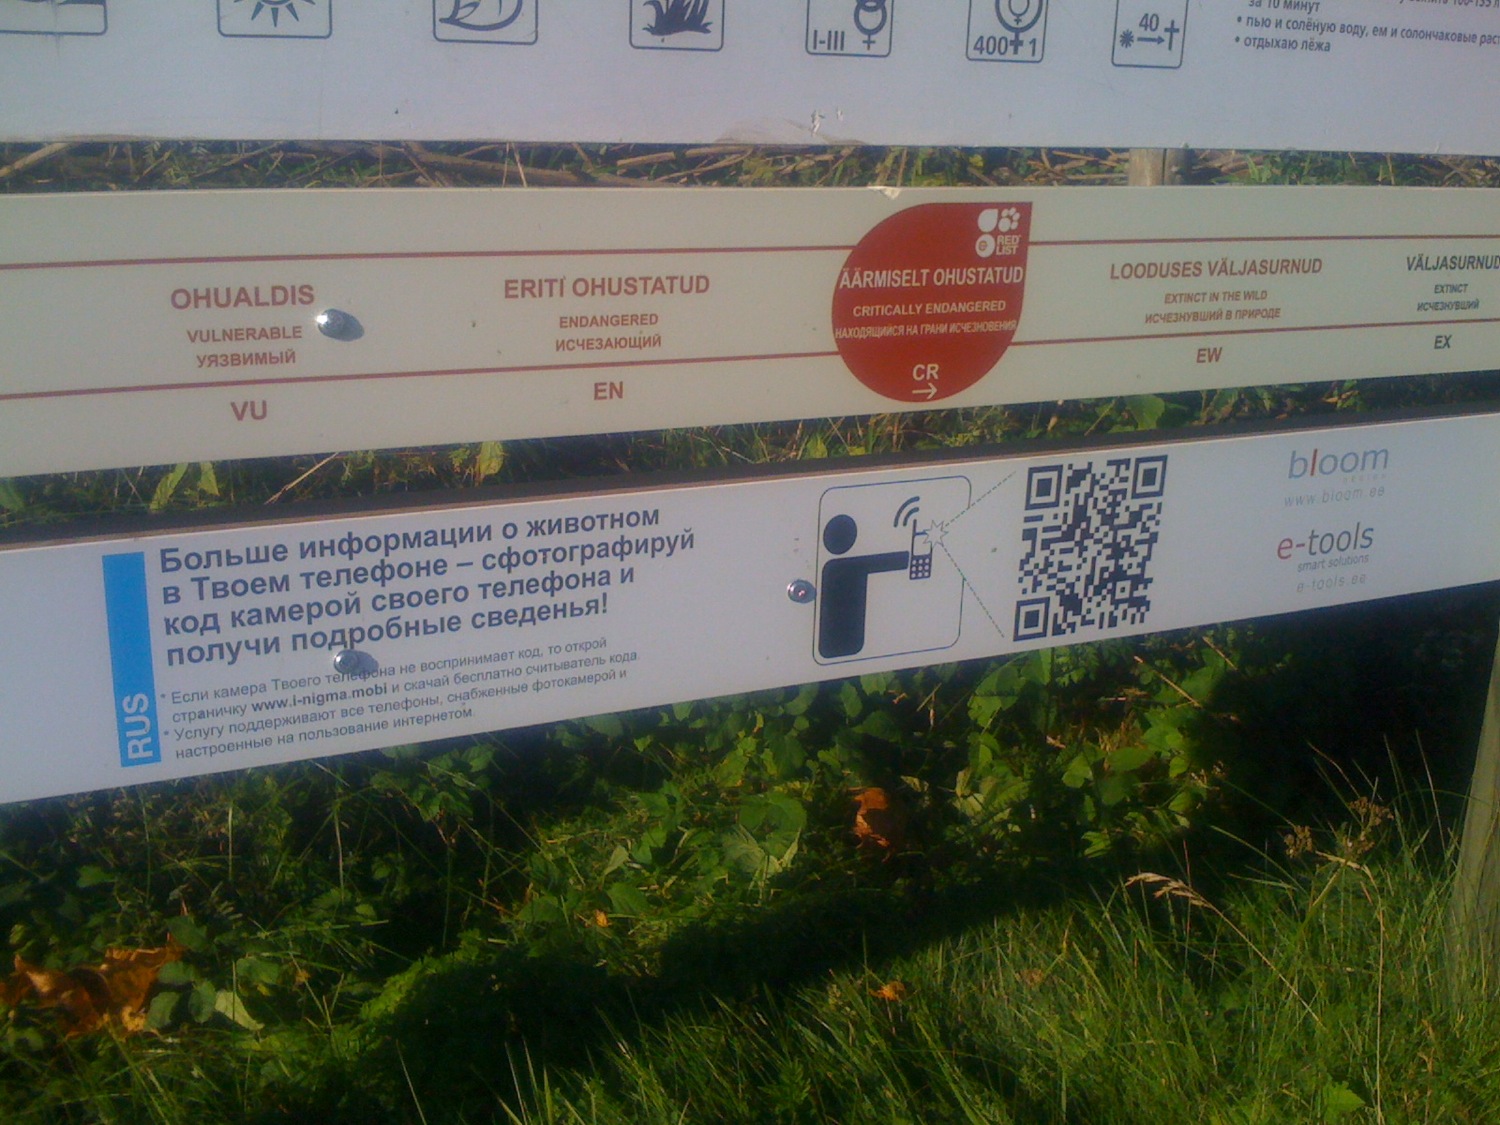 I-III
400 1
40
за 10 минут
• пью и солёную воду, ем и солончаковые
• отдыхаю лёжа
RED
LIST
OHUALDIS
VULNERABLE
УЯЗВИМЫЙ
VU
ERITI OHUSTATUD
ENDANGERED
ИСЧЕЗАЮЩИЙ
EN
ÄÄRMISELT OHUSTATUD
CRITICALLY ENDANGERED
НАХОДЯЩИЙСЯ НА ГРАНИ ИСЧЕЗНОВЕНИЯ
CR
LOODUSES VÄLJASURNUD
EXTINCT IN THE WILD
ИСЧЕЗНУВШИЙ В ПРИРОДЕ
EW
VÄLJASURNUD
EXTINCT
ИСЧЕЗНУВШИЙ
EX
RUS
Больше информации о животном
в Твоем телефоне – сфотографируй
код камерой своего телефона и
получи подробные сведенья!
* Если камера Твоего телефона не воспринимает код, то открой
страничку www.i-nigma.mobi и скачай бесплатно считыватель кода.
* Услугу поддерживают все телефоны, снабженные фотокамерой и
настроенные на пользование интернетом.
bloom
www.bloom.ee
e-tools
smart solutions
e-tools.ee